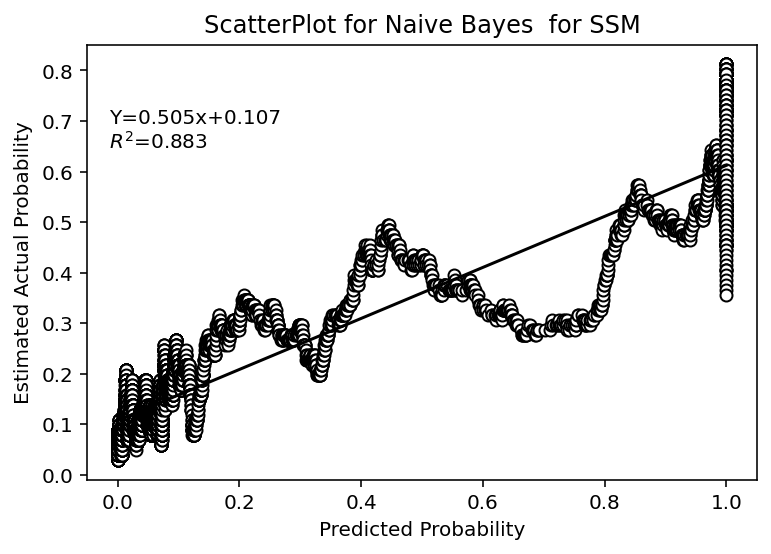 ScatterPlot for Naive Bayes  for SSM
Y=0.505x+0.107
R²=0.883
Estimated Actual Probability
0.8
0.7
0.6
0.5
0.4
0.3
0.2
0.1
0.0
0.0 0.2 0.4 0.6 0.8 1.0
Predicted Probability